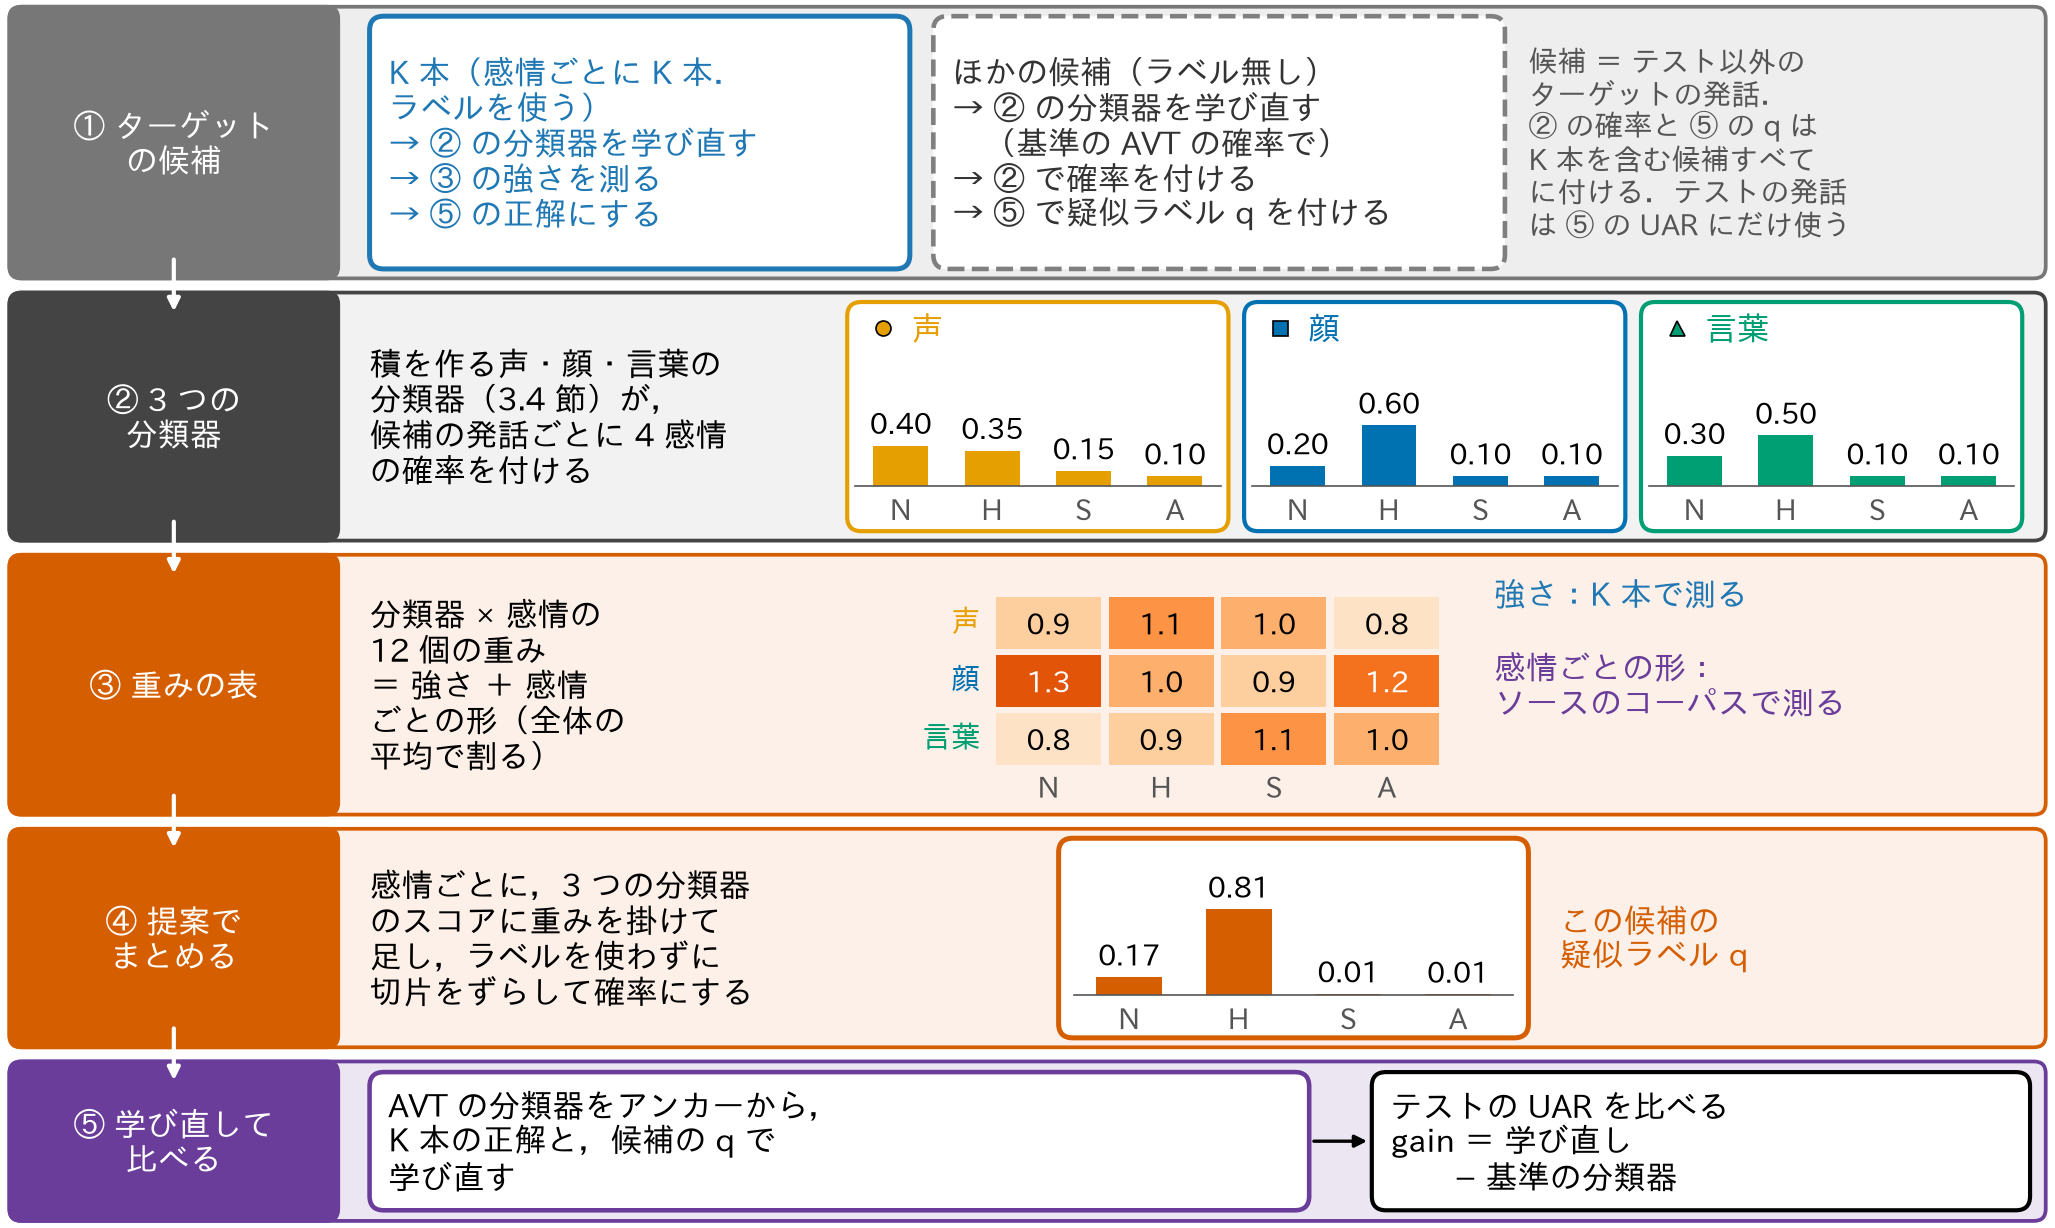 ① ターゲット
の候補
K 本（感情ごとに K 本．
ラベルを使う）
→ ② の分類器を学び直す
→ ③ の強さを測る
→ ⑤ の正解にする
ほかの候補（ラベル無し）
→ ② の分類器を学び直す
（基準の AVT の確率で）
→ ② で確率を付ける
→ ⑤ で疑似ラベル q を付ける
候補 ＝ テスト以外の
ターゲットの発話．
② の確率と ⑤ の q は
K 本を含む候補すべて
に付ける．テストの発話
は ⑤ の UAR にだけ使う
② 3 つの
分類器
積を作る声・顔・言葉の
分類器（3.4 節）が，
候補の発話ごとに 4 感情
の確率を付ける
声
0.40 0.35 0.15 0.10
N H S A
顔
0.20 0.60 0.10 0.10
N H S A
言葉
0.30 0.50 0.10 0.10
N H S A
③ 重みの表
分類器 × 感情の
12 個の重み
＝ 強さ ＋ 感情
ごとの形（全体の
平均で割る）
声 0.9 1.1 1.0 0.8
顔 1.3 1.0 0.9 1.2
言葉 0.8 0.9 1.1 1.0
N H S A
強さ：K 本で測る
感情ごとの形：
ソースのコーパスで測る
④ 提案で
まとめる
感情ごとに，3 つの分類器
のスコアに重みを掛けて
足し，ラベルを使わずに
切片をずらして確率にする
0.17 0.81 0.01 0.01
N H S A
この候補の
疑似ラベル q
⑤ 学び直して
比べる
AVT の分類器をアンカーから，
K 本の正解と，候補の q で
学び直す
テストの UAR を比べる
gain ＝ 学び直し
− 基準の分類器